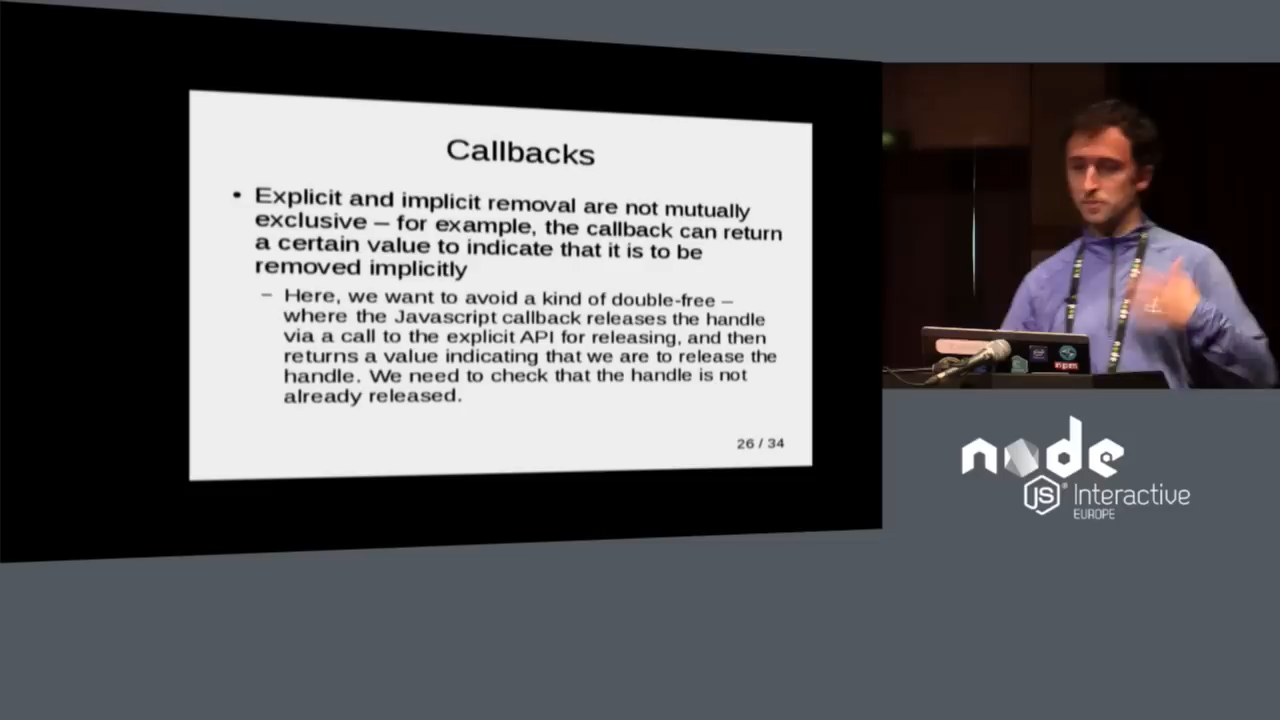 Callbacks
• Explicit and implicit removal are not mutually
exclusive – for example, the callback can return
a certain value to indicate that it is to be
removed implicitly
– Here, we want to avoid a kind of double-free –
where the Javascript callback releases the handle
via a call to the explicit API for releasing, and then
returns a value indicating that we are to release the
handle. We need to check that the handle is not
already released.
26 / 34
npm
node
JS® Interactive
EUROPE